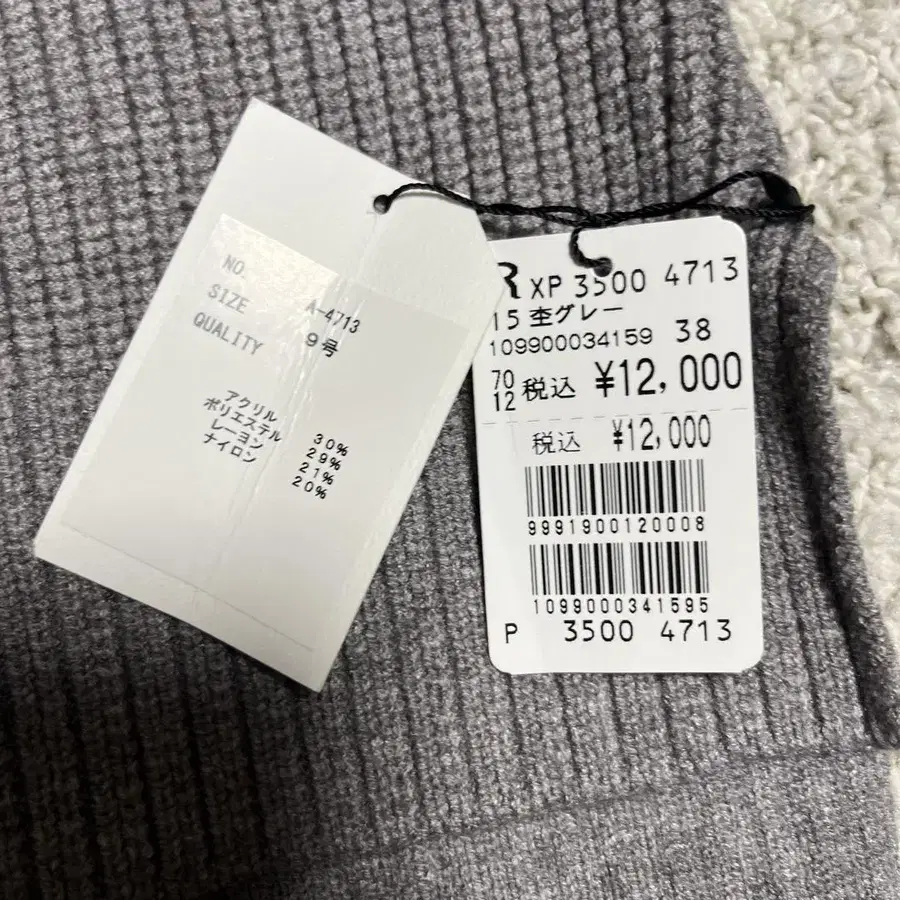 NO. A-4713
SIZE 9号
QUALITY
アクリル 30%
ポリエステル 29%
レーヨン 21%
ナイロン 20%
R XP 3500 4713
15 杢グレー
109900034159 38
70
12 税込 ¥12,000
税込 ¥12,000
9991900120008
1099000341595
P 3500 4713